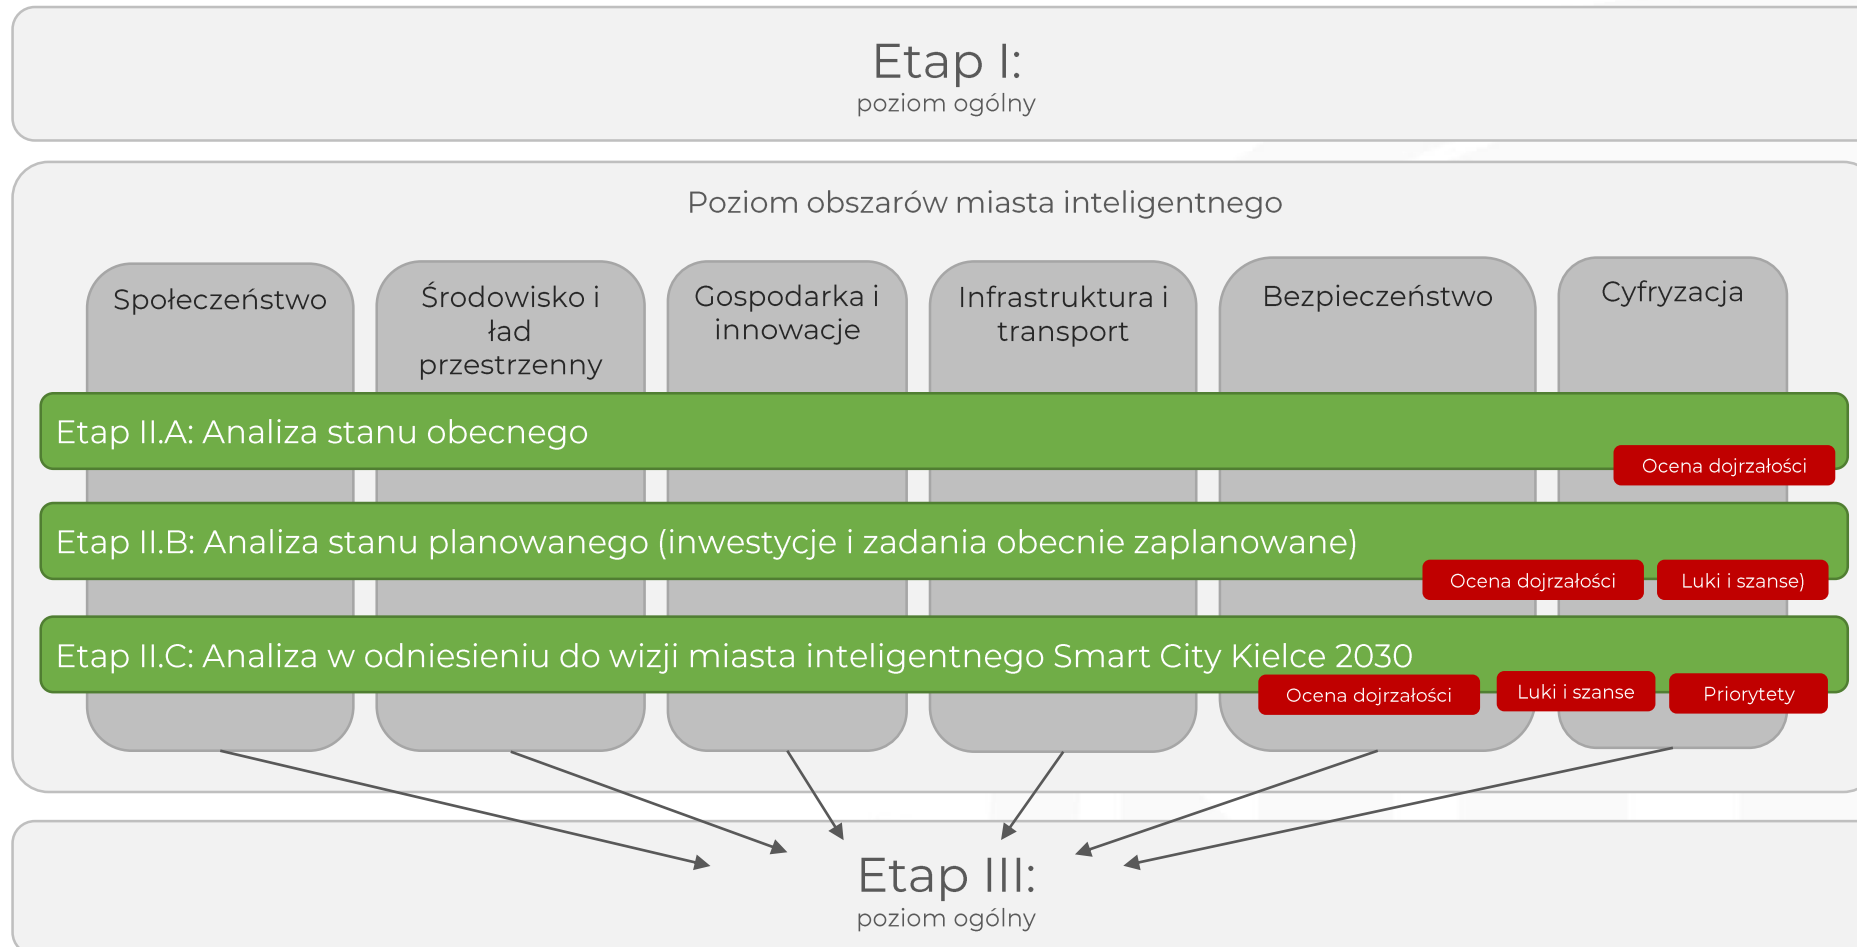 Etap I:
poziom ogólny
Poziom obszarów miasta inteligentnego
Społeczeństwo
Środowisko i
ład
przestrzenny
Gospodarka i
innowacje
Infrastruktura i
transport
Bezpieczeństwo
Cyfryzacja
Etap II.A: Analiza stanu obecnego
Ocena dojrzałości
Etap II.B: Analiza stanu planowanego (inwestycje i zadania obecnie zaplanowane)
Ocena dojrzałości
Luki i szanse)
Etap II.C: Analiza w odniesieniu do wizji miasta inteligentnego Smart City Kielce 2030
Ocena dojrzałości
Luki i szanse
Priorytety
Etap III:
poziom ogólny